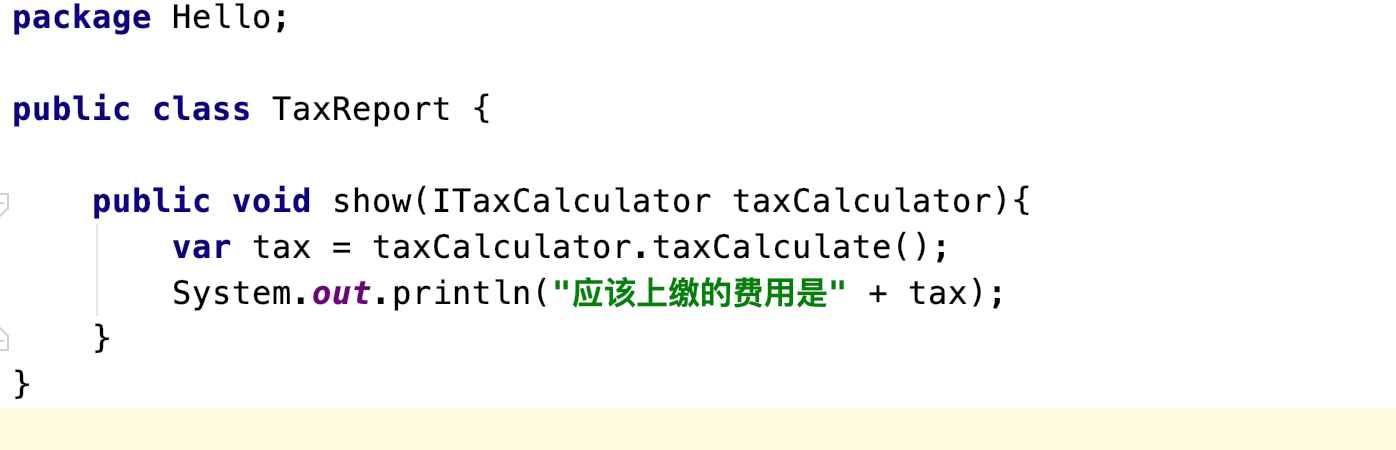 package Hello;
public class TaxReport {
public void show(ITaxCalculator taxCalculator){
var tax = taxCalculator.taxCalculate();
System.out.println("应该上缴的费用是" + tax);
}
}